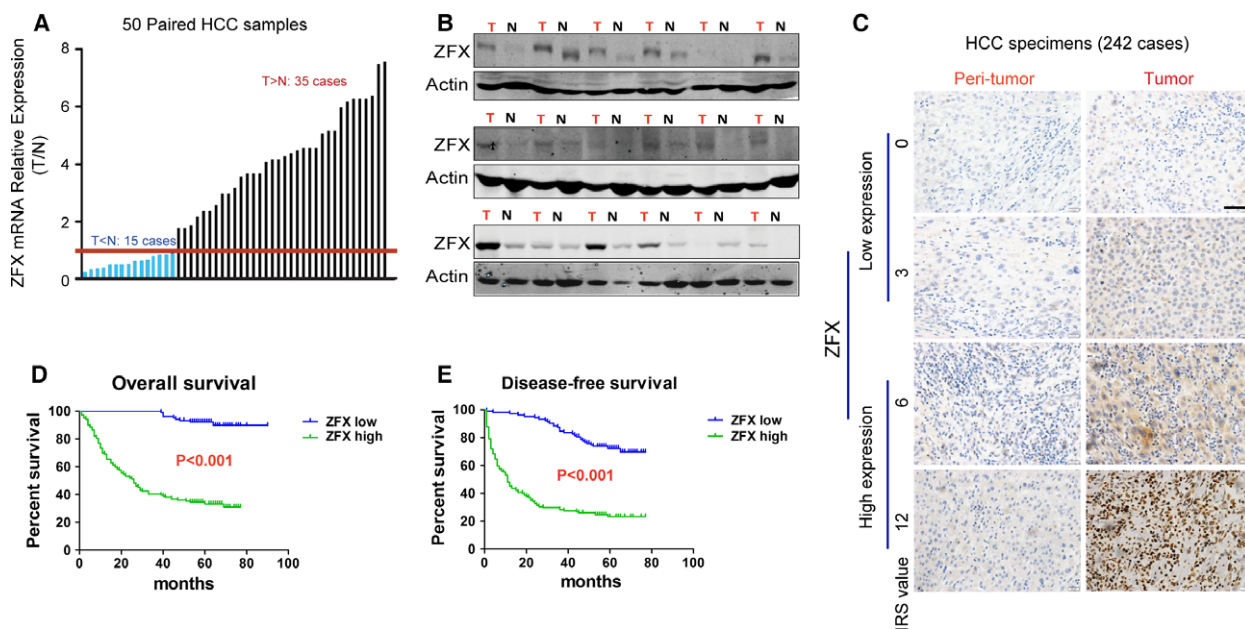 A
50 Paired HCC samples
ZFX mRNA Relative Expression
(T/N)
8
6
4
2
0
T>N: 35 cases
T<N: 15 cases
B
T N T N T N T N T N T N
ZFX
Actin
T N T N T N T N T N T N
ZFX
Actin
T N T N T N T N T N T N
ZFX
Actin
C
HCC specimens (242 cases)
Peri-tumor Tumor
ZFX
Low expression
High expression
0
3
6
12
IRS value
D
Overall survival
Percent survival
100
80
60
40
20
0
0 20 40 60 80 100
months
P<0.001
ZFX low
ZFX high
E
Disease-free survival
Percent survival
100
80
60
40
20
0
0 20 40 60 80 100
months
P<0.001
ZFX low
ZFX high